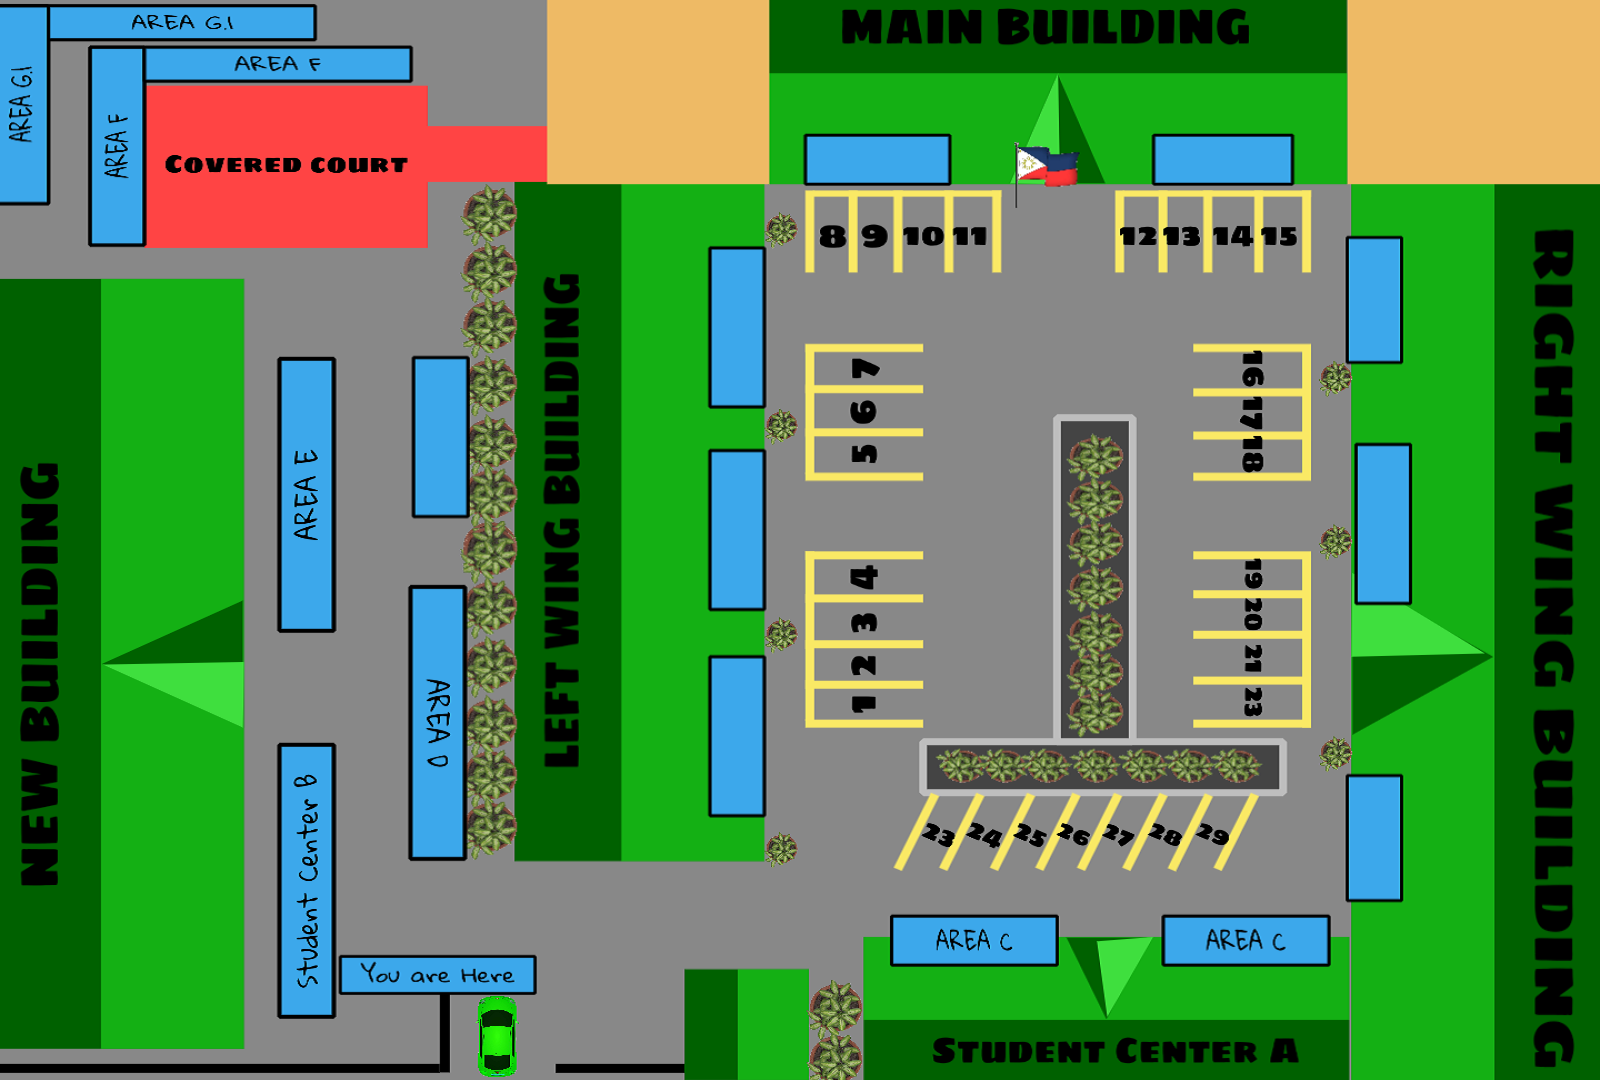 AREA G.1
MAIN BUILDING
AREA G.1
AREA F
AREA F
COVERED COURT
8 9 10 11
12 13 14 15
7
6
5
16
17
18
4
3
2
1
19
20
21
23
NEW BUILDING
AREA E
AREA D
LEFT WING BUILDING
RIGHT WING BUILDING
Student Center B
23 24 25 26 27 28 29
AREA C
AREA C
You are Here
STUDENT CENTER A